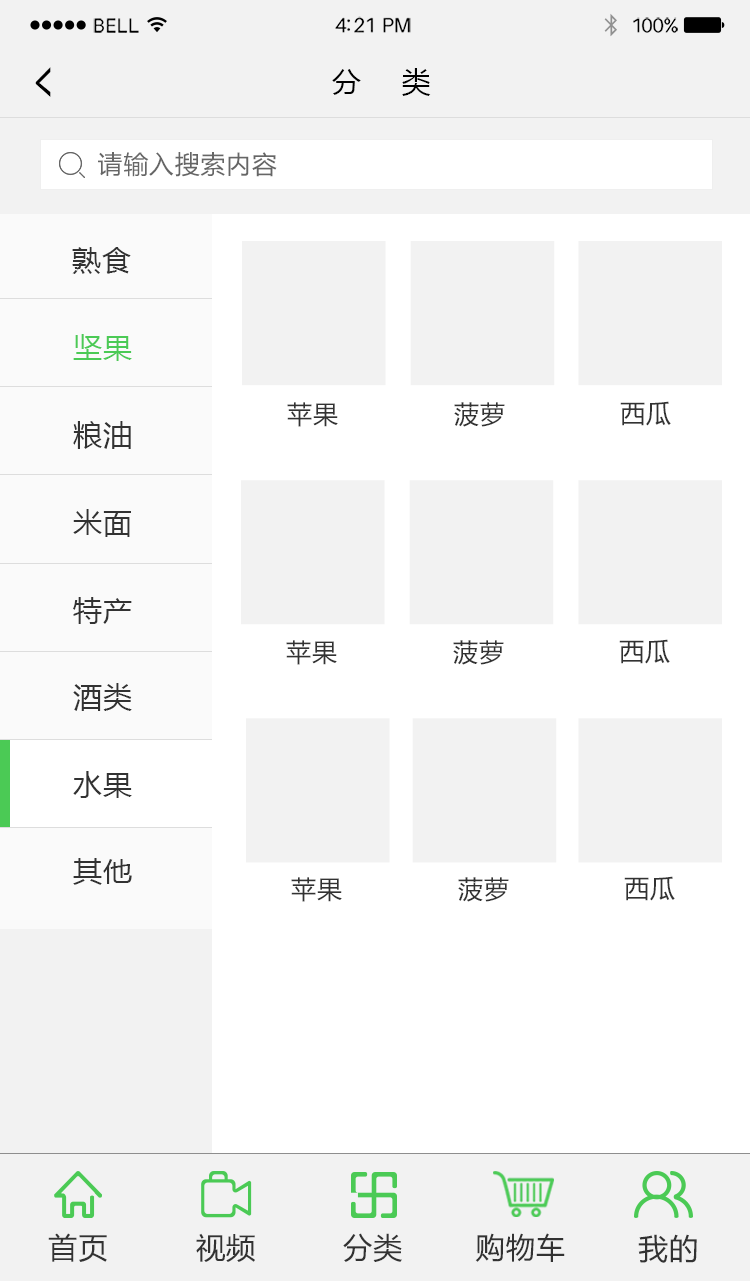 BELL 4:21 PM 100%
分 类
请输入搜索内容
熟食
坚果
粮油
米面
特产
酒类
水果
其他
苹果 菠萝 西瓜
苹果 菠萝 西瓜
苹果 菠萝 西瓜
首页 视频 分类 购物车 我的